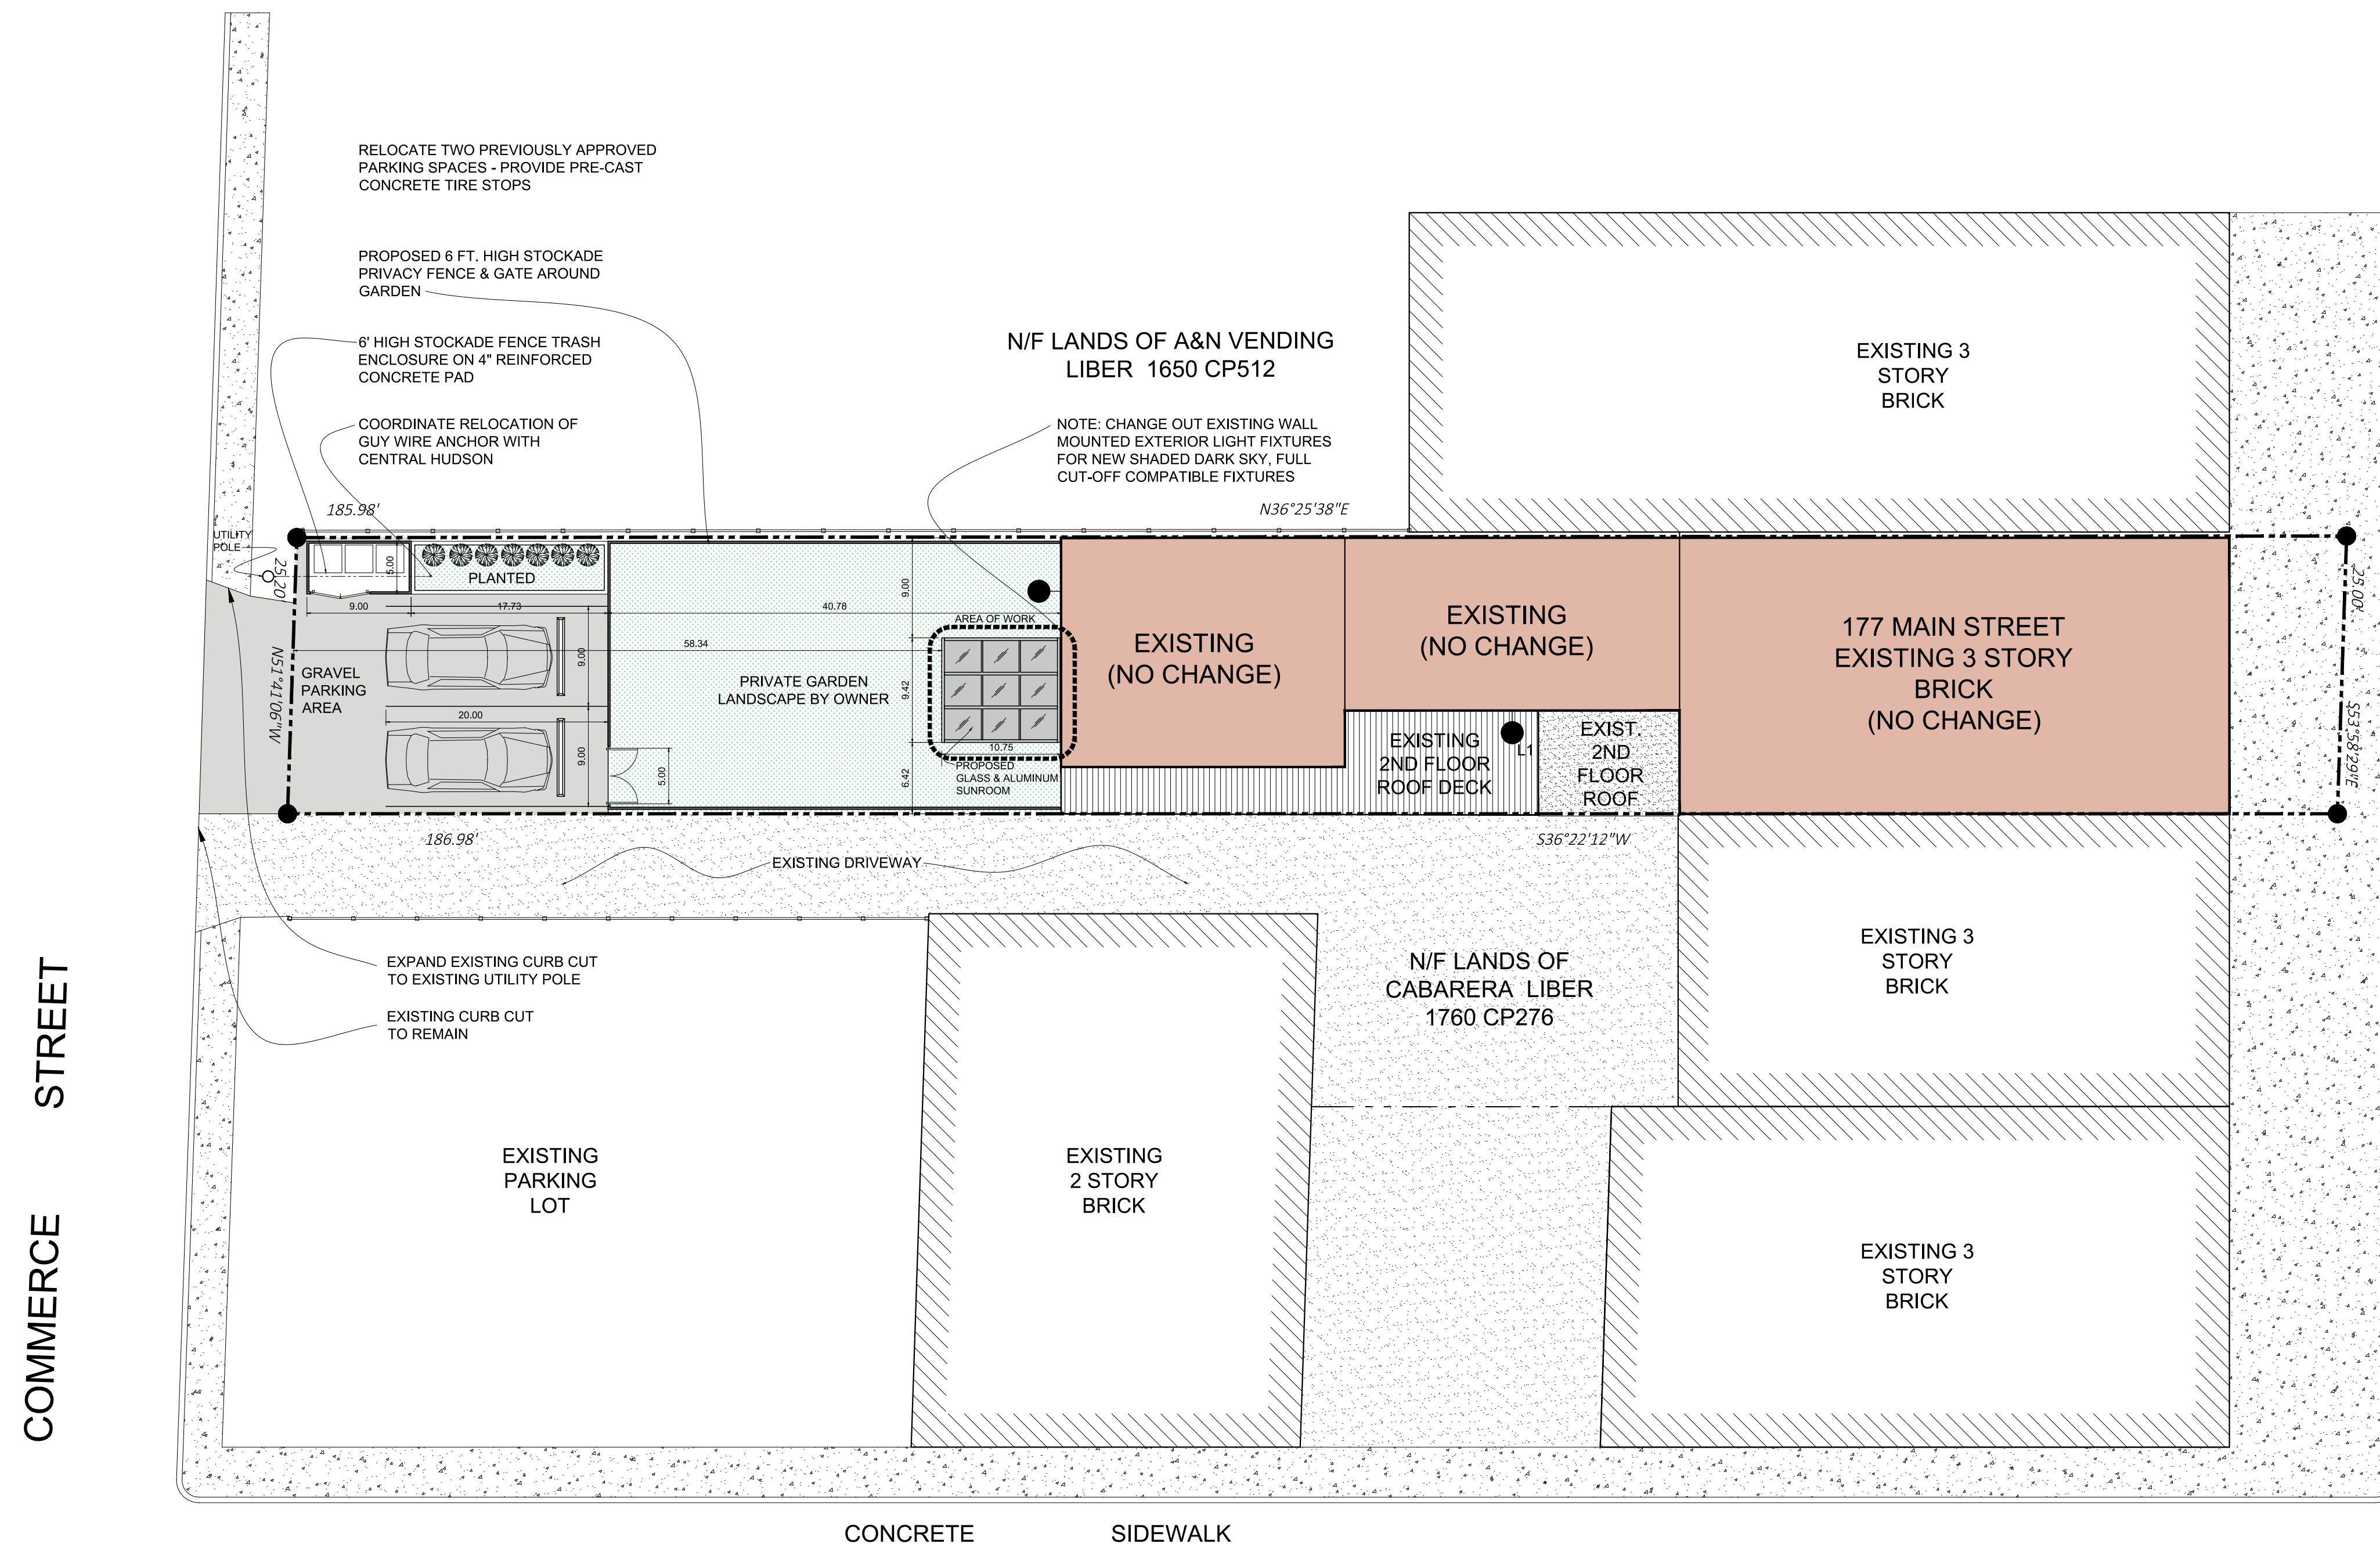 RELOCATE TWO PREVIOUSLY APPROVED
PARKING SPACES - PROVIDE PRE-CAST
CONCRETE TIRE STOPS
PROPOSED 6 FT. HIGH STOCKADE
PRIVACY FENCE & GATE AROUND
GARDEN
6' HIGH STOCKADE FENCE TRASH
ENCLOSURE ON 4" REINFORCED
CONCRETE PAD
COORDINATE RELOCATION OF
GUY WIRE ANCHOR WITH
CENTRAL HUDSON
N/F LANDS OF A&N VENDING
LIBER 1650 CP512
NOTE: CHANGE OUT EXISTING WALL
MOUNTED EXTERIOR LIGHT FIXTURES
FOR NEW SHADED DARK SKY, FULL
CUT-OFF COMPATIBLE FIXTURES
EXISTING 3
STORY
BRICK
185.98'
N36°25'38"E
UTILITY
POLE
25.20'
5.00
PLANTED
9.00
17.73
40.78
9.00
AREA OF WORK
58.34
N51°41'06"W
GRAVEL
PARKING
AREA
9.00
20.00
9.00
5.00
PRIVATE GARDEN
LANDSCAPE BY OWNER
9.42
10.75
6.42
PROPOSED
GLASS & ALUMINUM
SUNROOM
EXISTING
(NO CHANGE)
EXISTING
(NO CHANGE)
EXISTING
2ND FLOOR
ROOF DECK
L1
EXIST.
2ND
FLOOR
ROOF
177 MAIN STREET
EXISTING 3 STORY
BRICK
(NO CHANGE)
25.00'
S53°58'29"E
186.98'
S36°22'12"W
EXISTING DRIVEWAY
EXPAND EXISTING CURB CUT
TO EXISTING UTILITY POLE
EXISTING CURB CUT
TO REMAIN
N/F LANDS OF
CABARERA LIBER
1760 CP276
EXISTING 3
STORY
BRICK
EXISTING
PARKING
LOT
EXISTING
2 STORY
BRICK
EXISTING 3
STORY
BRICK
COMMERCE STREET
CONCRETE SIDEWALK